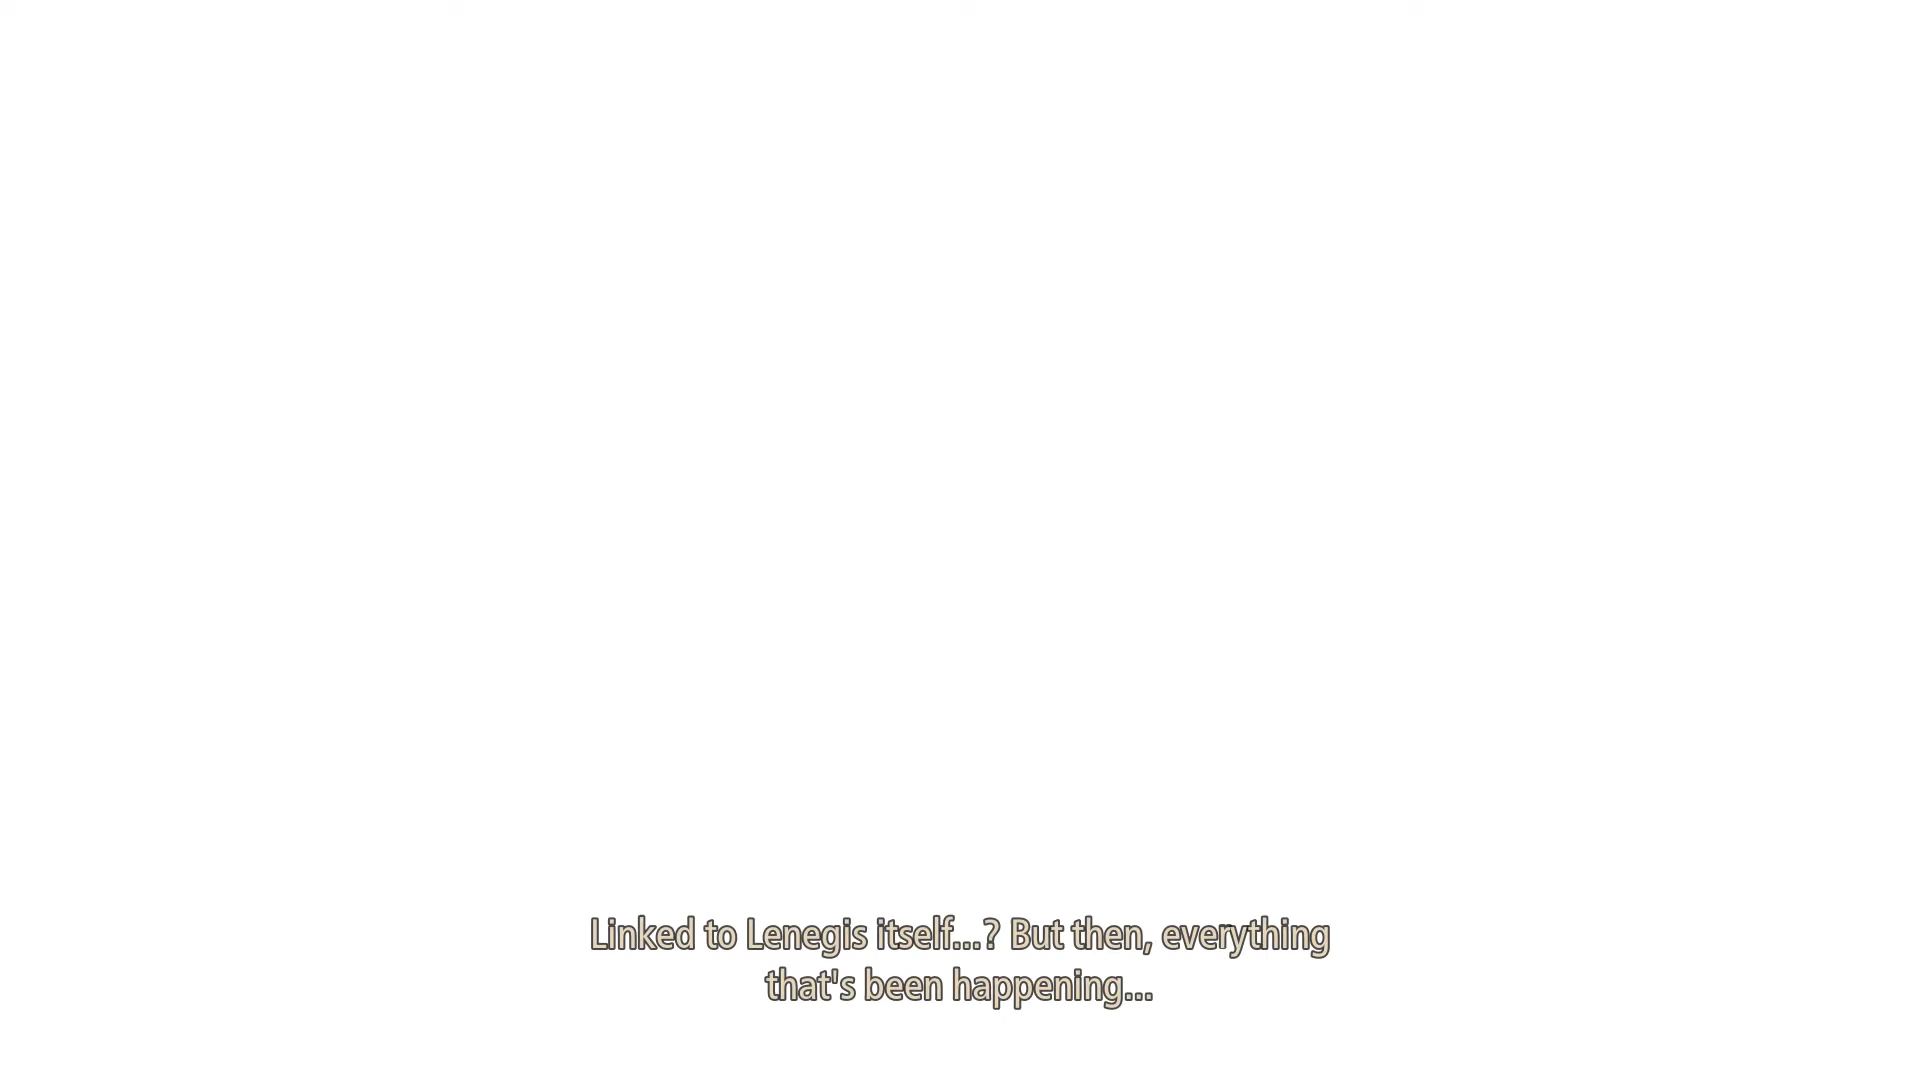 Linked to Lenegis itself...? But then, everything
that's been happening...